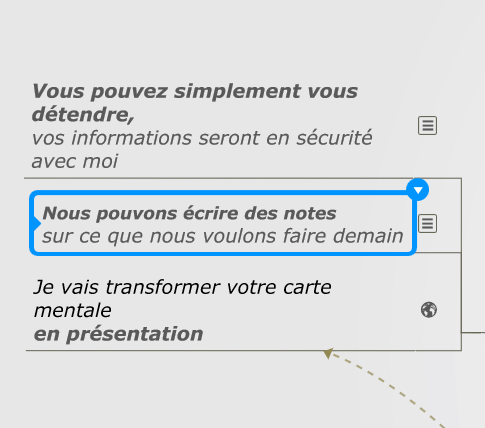 Vous pouvez simplement vous
détendre,
vos informations seront en sécurité
avec moi
Nous pouvons écrire des notes
sur ce que nous voulons faire demain
Je vais transformer votre carte
mentale
en présentation